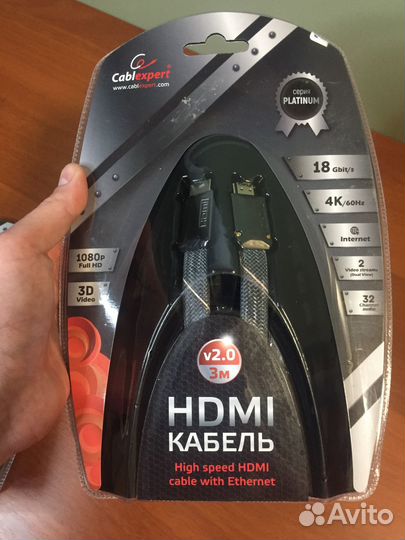 Cablexpert
www.cablexpert.com
серия
PLATINUM
18 Gbit/s
4K/60Hz
Internet
2
Video streams
(Dual View)
32
Channel
audio
1080p
Full HD
3D
Video
HDMI
v2.0
3м
HDMI
КАБЕЛЬ
High speed HDMI
cable with Ethernet
Avito